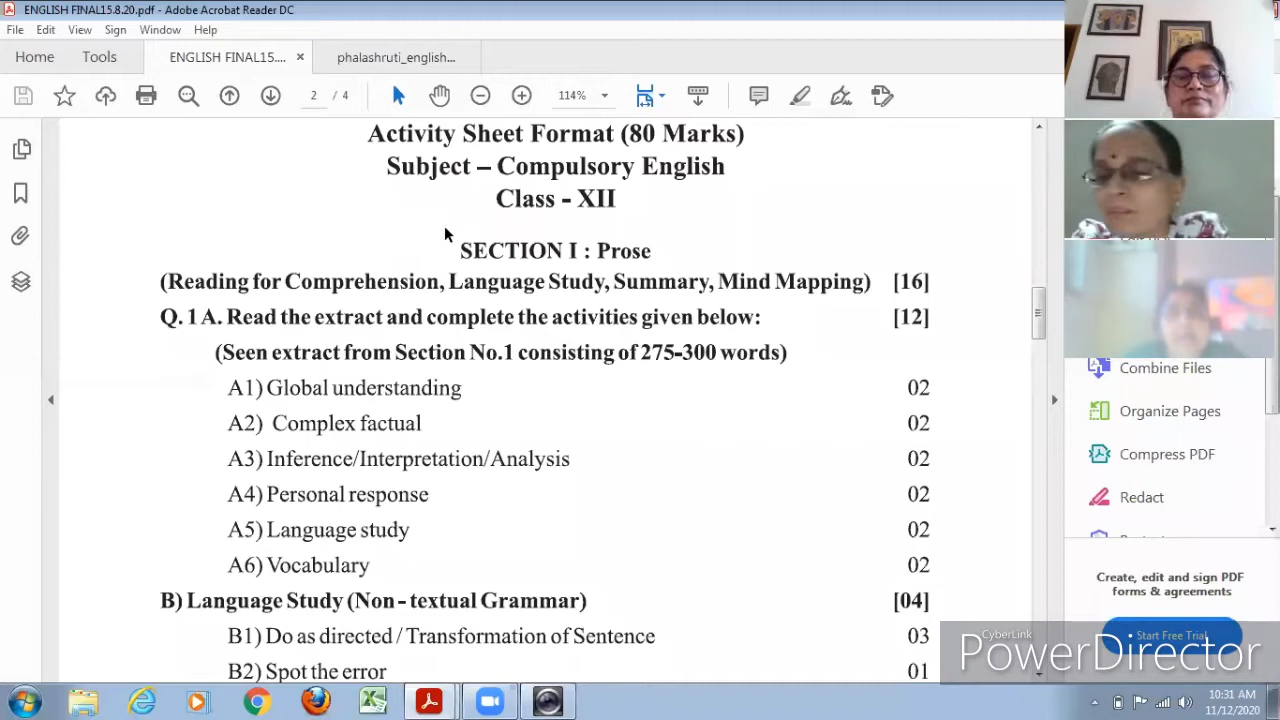 ENGLISH FINAL15.8.20.pdf - Adobe Acrobat Reader DC
File Edit View Sign Window Help
Home Tools ENGLISH FINAL15.... × phalashruti_english...
2 / 4 114%
Activity Sheet Format (80 Marks)
Subject – Compulsory English
Class - XII
SECTION I : Prose
(Reading for Comprehension, Language Study, Summary, Mind Mapping) [16]
Q. 1 A. Read the extract and complete the activities given below: [12]
(Seen extract from Section No.1 consisting of 275-300 words)
A1) Global understanding 02
A2) Complex factual 02
A3) Inference/Interpretation/Analysis 02
A4) Personal response 02
A5) Language study 02
A6) Vocabulary 02
B) Language Study (Non - textual Grammar) [04]
B1) Do as directed / Transformation of Sentence 03
B2) Spot the error 01
Combine Files
Organize Pages
Compress PDF
Redact
Create, edit and sign PDF
forms & agreements
Start Free Trial
CyberLink
PowerDirector
10:31 AM
11/12/2020